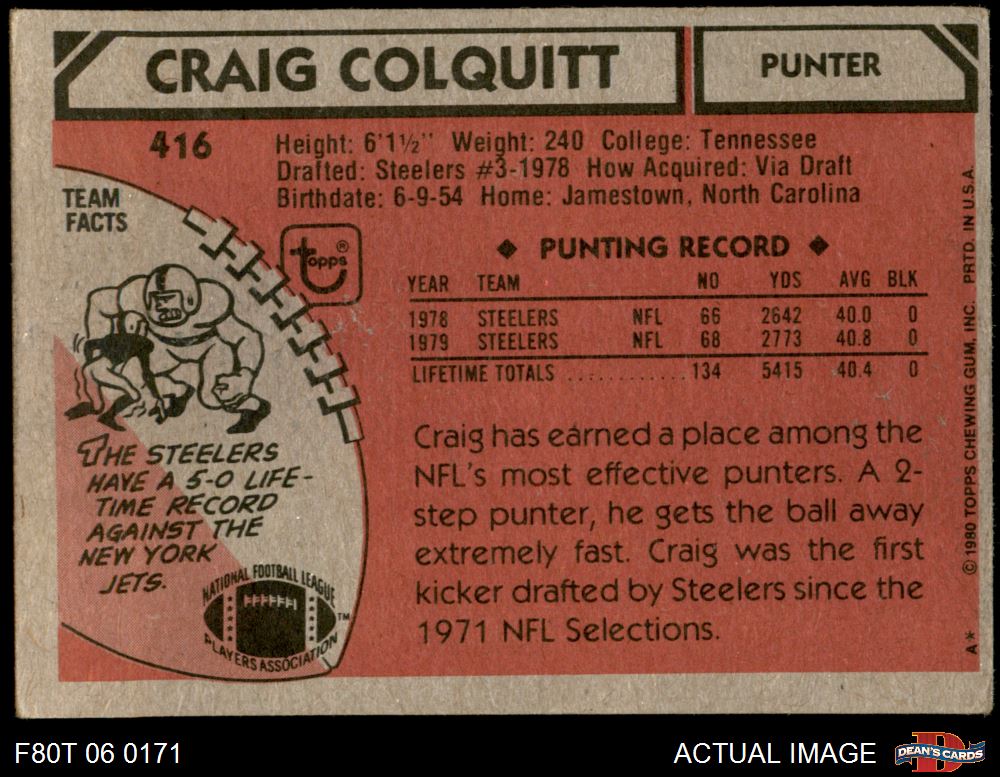 CRAIG COLQUITT
PUNTER
416
Height: 6'1½" Weight: 240 College: Tennessee
Drafted: Steelers #3-1978 How Acquired: Via Draft
Birthdate: 6-9-54 Home: Jamestown, North Carolina
TEAM
FACTS
topps®
◆ PUNTING RECORD ◆
YEAR TEAM NO YDS AVG BLK
1978 STEELERS NFL 66 2642 40.0 0
1979 STEELERS NFL 68 2773 40.8 0
LIFETIME TOTALS ............ 134 5415 40.4 0
THE STEELERS
HAVE A 5-0 LIFE-
TIME RECORD
AGAINST THE
NEW YORK
JETS.
NATIONAL FOOTBALL LEAGUE
PLAYERS ASSOCIATION
TM
Craig has earned a place among the
NFL's most effective punters. A 2-
step punter, he gets the ball away
extremely fast. Craig was the first
kicker drafted by Steelers since the
1971 NFL Selections.
A* © 1980 TOPPS CHEWING GUM, INC. PRTD. IN U.S.A.
F80T 06 0171
ACTUAL IMAGE
D
DEAN'S CARDS